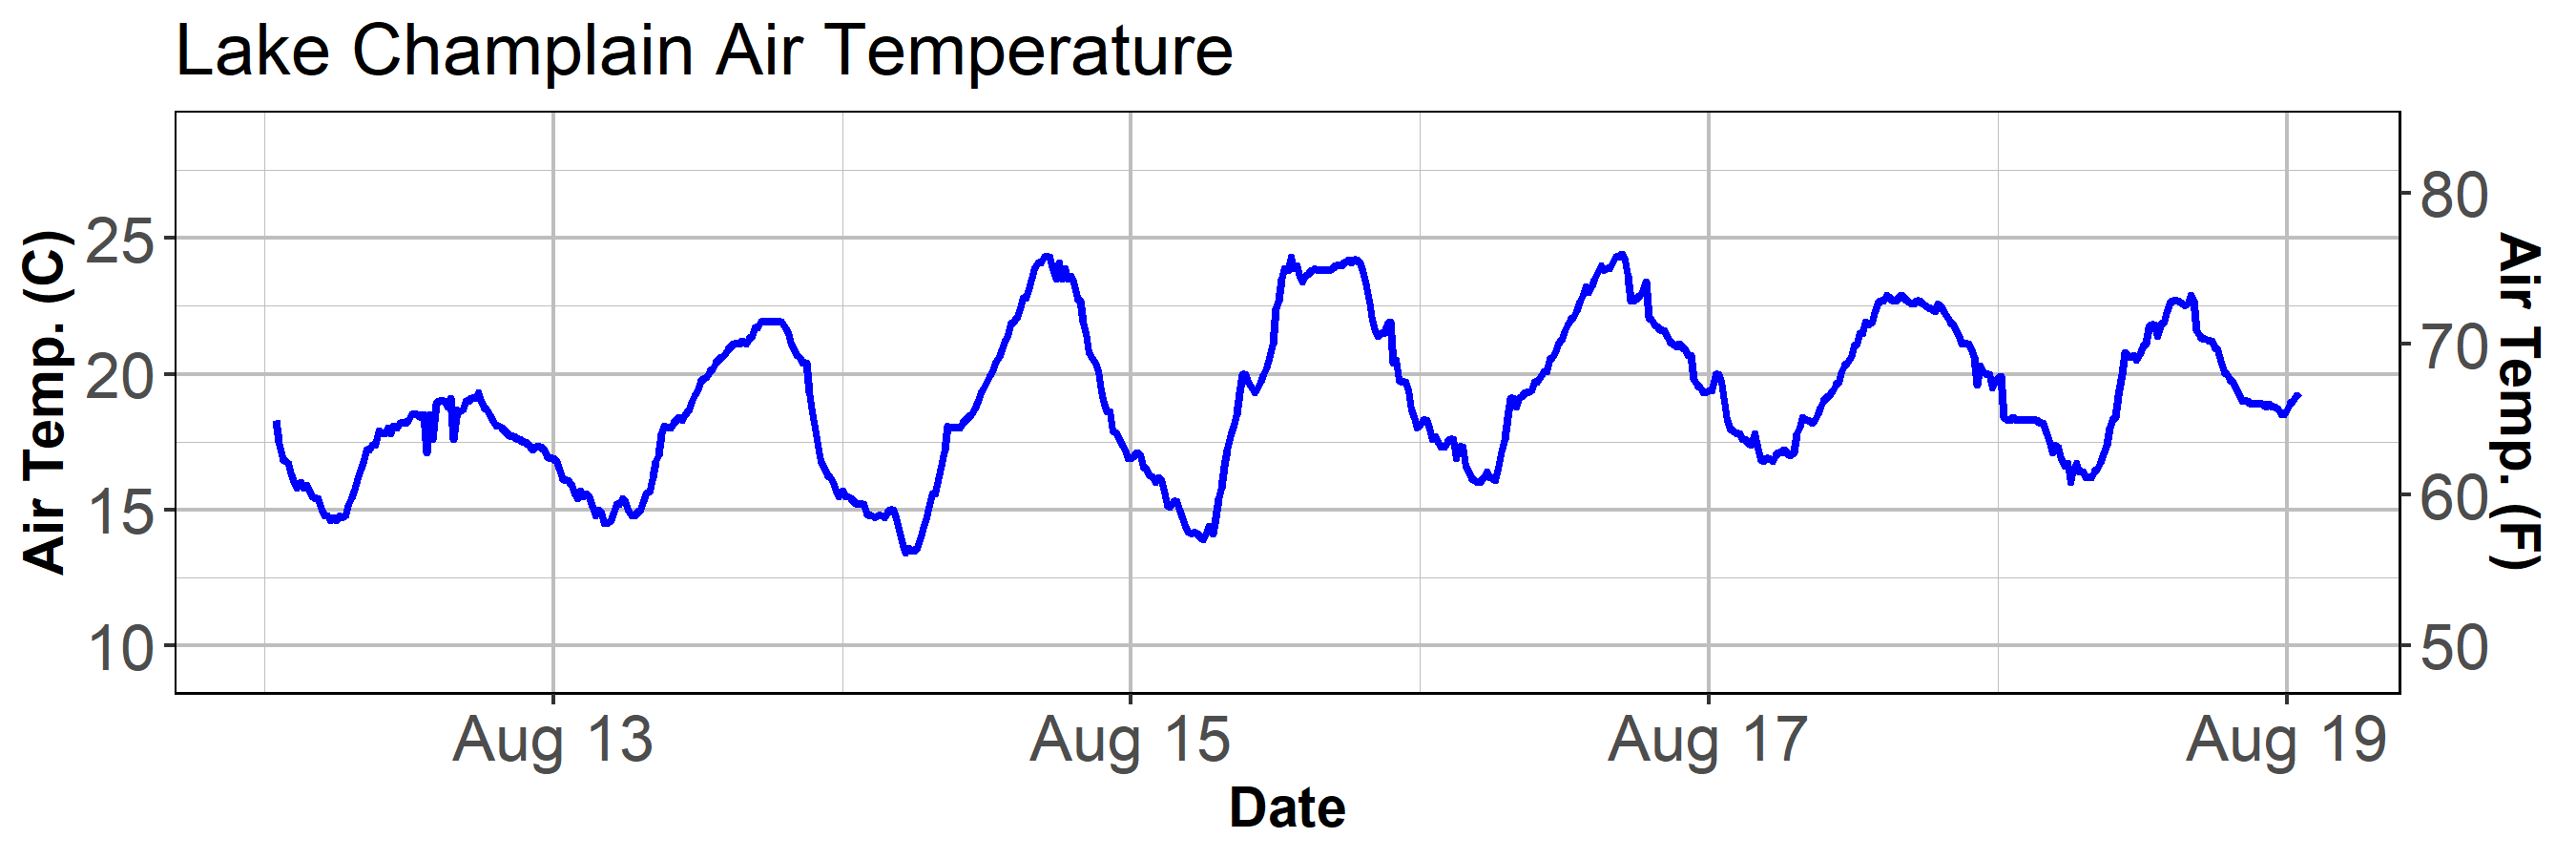 Lake Champlain Air Temperature
Air Temp. (C)
25
20
15
10
80
70
60
50
Air Temp. (F)
Aug 13
Aug 15
Aug 17
Aug 19
Date